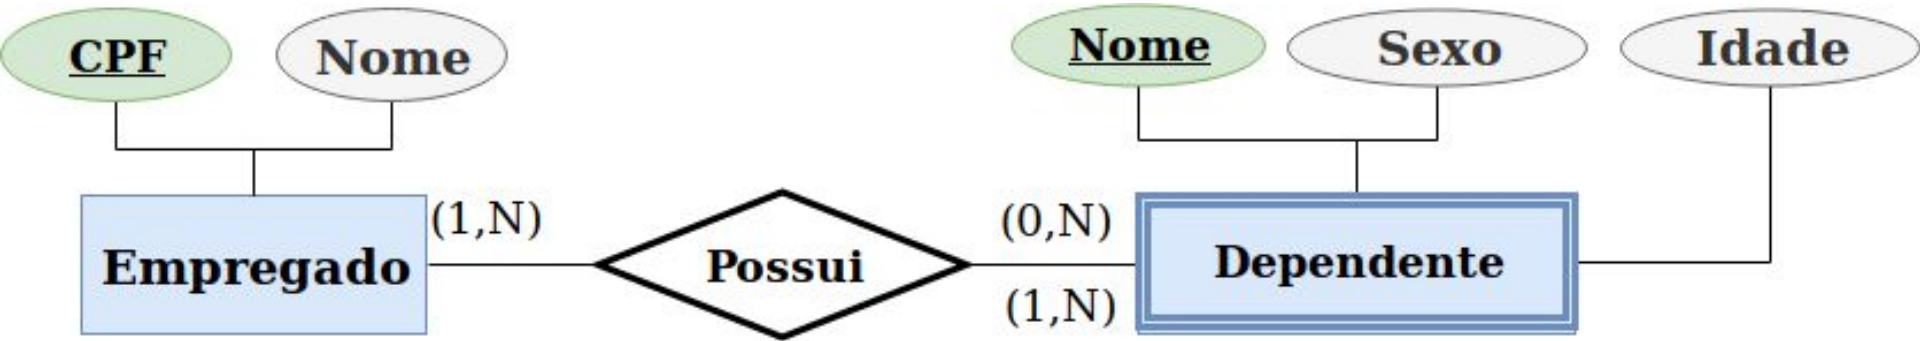 CPF
Nome
Nome
Sexo
Idade
(1,N)
(0,N)
Empregado
Possui
Dependente
(1,N)